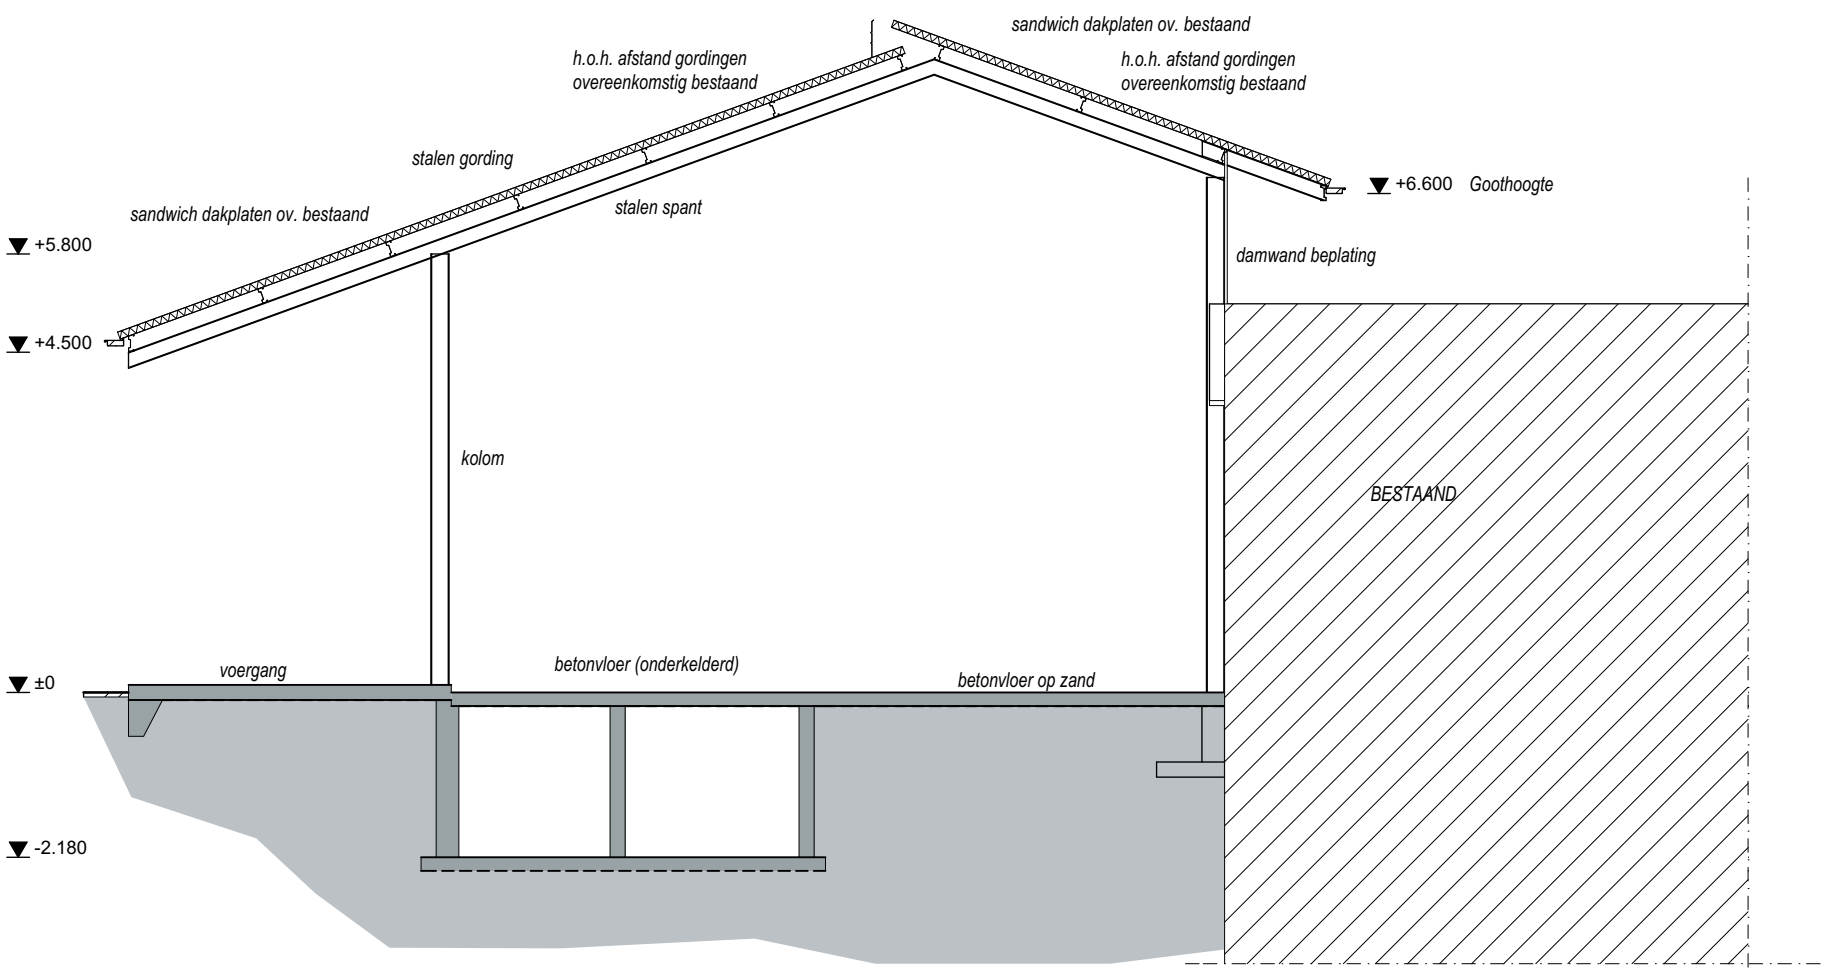 sandwich dakplaten ov. bestaand
h.o.h. afstand gordingen
overeenkomstig bestaand
h.o.h. afstand gordingen
overeenkomstig bestaand
stalen gording
+6.600 Goothoogte
stalen spant
sandwich dakplaten ov. bestaand
+5.800
damwand beplating
+4.500
kolom
BESTAAND
voergang
betonvloer (onderkelderd)
betonvloer op zand
±0
-2.180